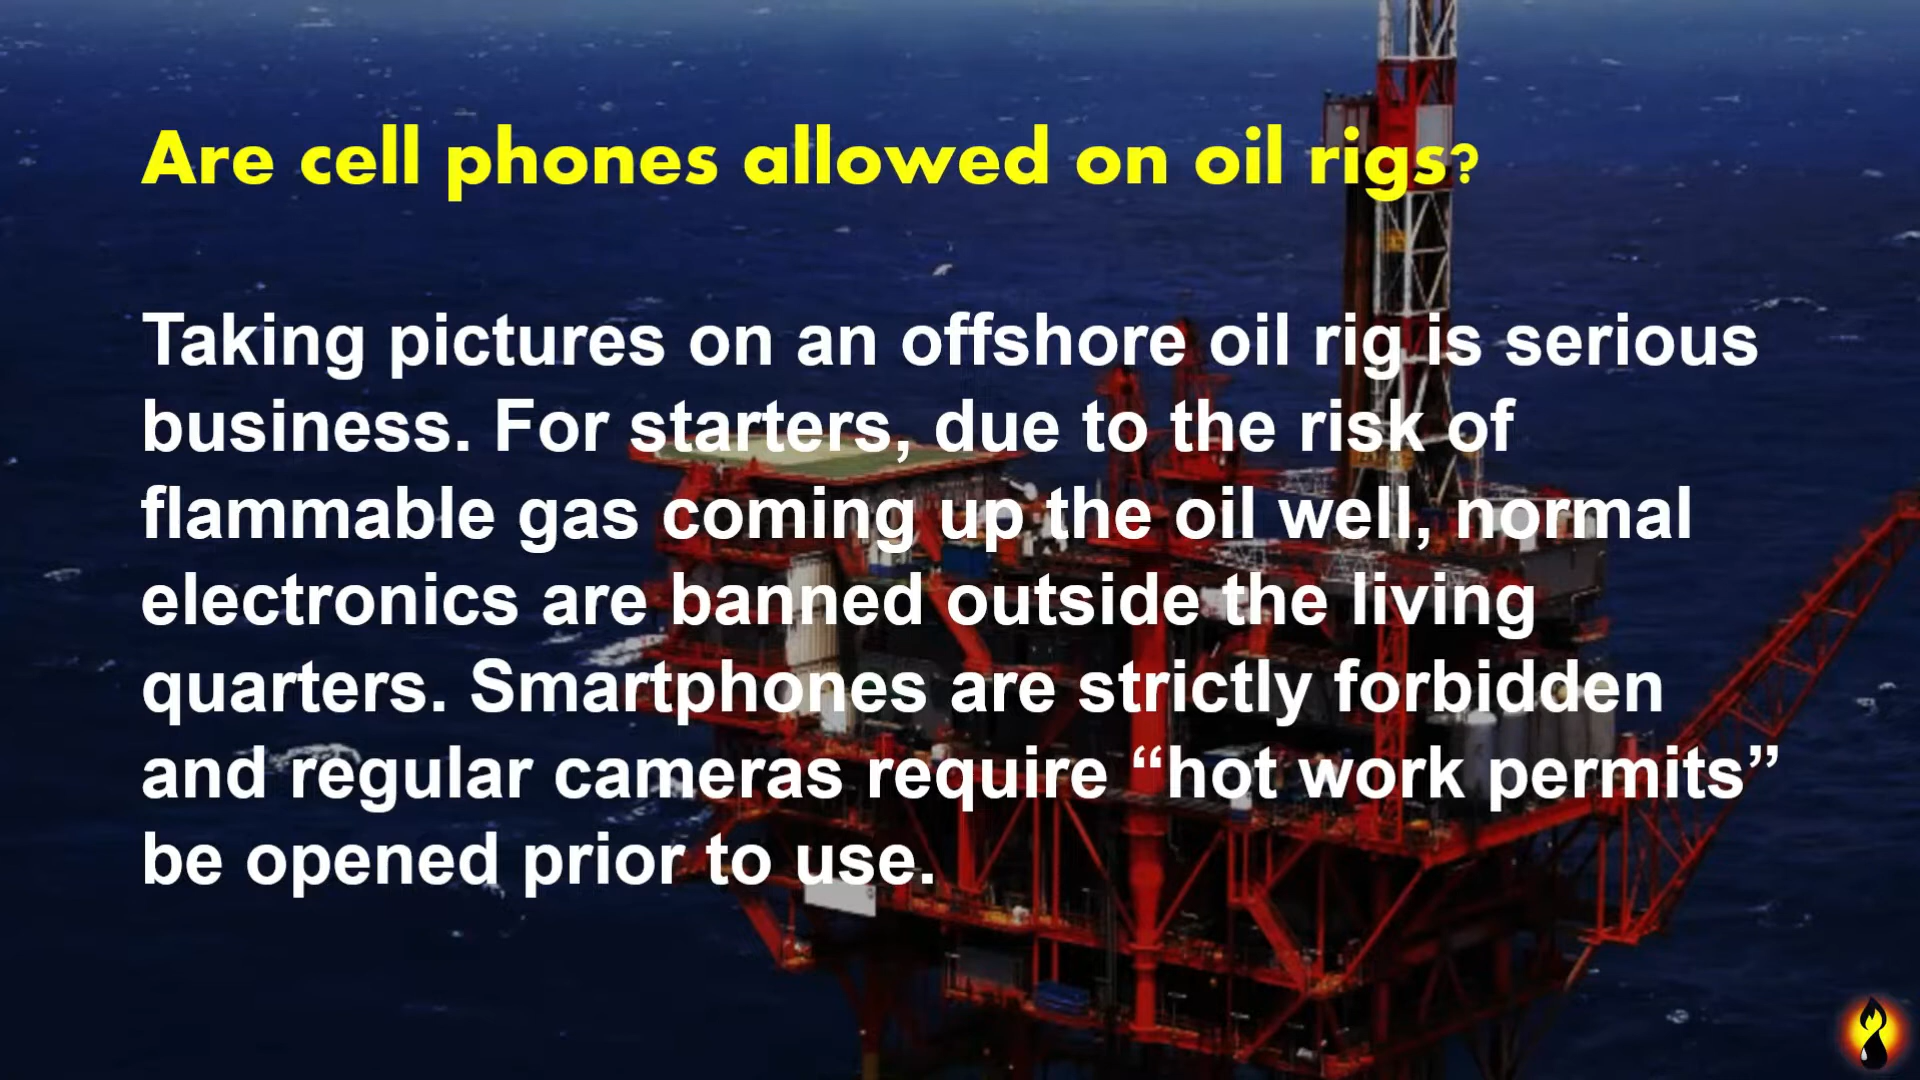 Are cell phones allowed on oil rigs?
Taking pictures on an offshore oil rig is serious
business. For starters, due to the risk of
flammable gas coming up the oil well, normal
electronics are banned outside the living
quarters. Smartphones are strictly forbidden
and regular cameras require “hot work permits”
be opened prior to use.